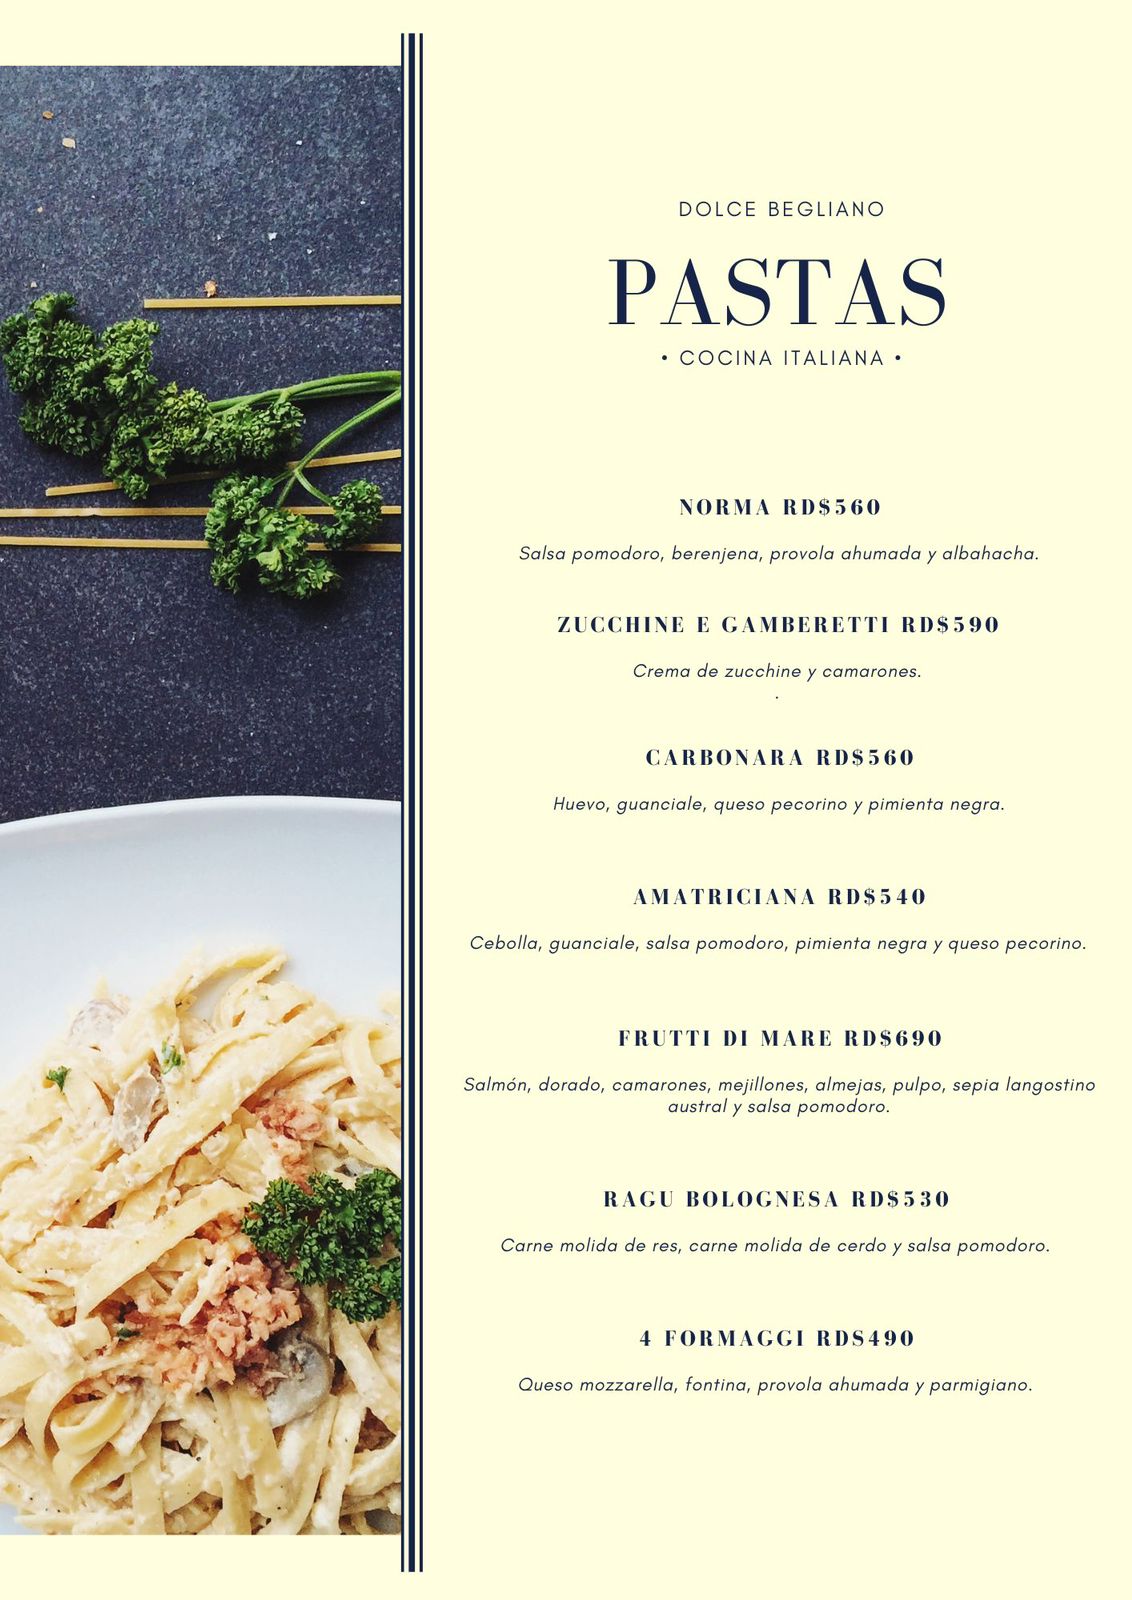 DOLCE BEGLIANO
PASTAS
• COCINA ITALIANA •
NORMA RD$560
Salsa pomodoro, berenjena, provola ahumada y albahacha.
ZUCCHINE E GAMBERETTI RD$590
Crema de zucchine y camarones.
.
CARBONARA RD$560
Huevo, guanciale, queso pecorino y pimienta negra.
AMATRICIANA RD$540
Cebolla, guanciale, salsa pomodoro, pimienta negra y queso pecorino.
FRUTTI DI MARE RD$690
Salmón, dorado, camarones, mejillones, almejas, pulpo, sepia langostino
austral y salsa pomodoro.
RAGU BOLOGNESA RD$530
Carne molida de res, carne molida de cerdo y salsa pomodoro.
4 FORMAGGI RDS490
Queso mozzarella, fontina, provola ahumada y parmigiano.